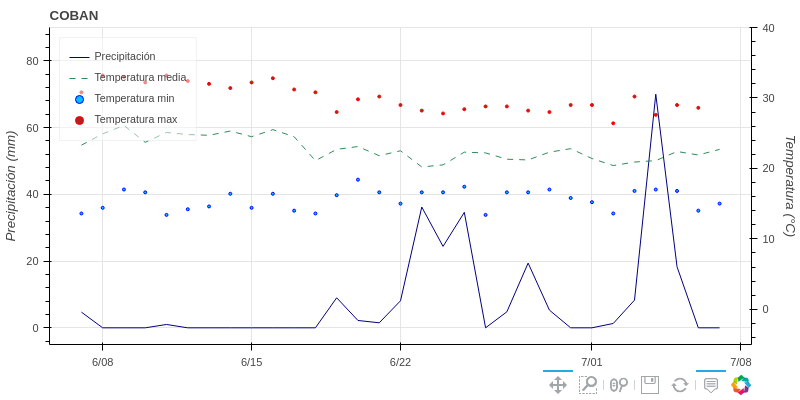 COBAN
Precipitación
Temperatura media
Temperatura min
Temperatura max
Precipitación (mm)
80
60
40
20
0
Temperatura (°C)
40
30
20
10
0
6/08 6/15 6/22 7/01 7/08